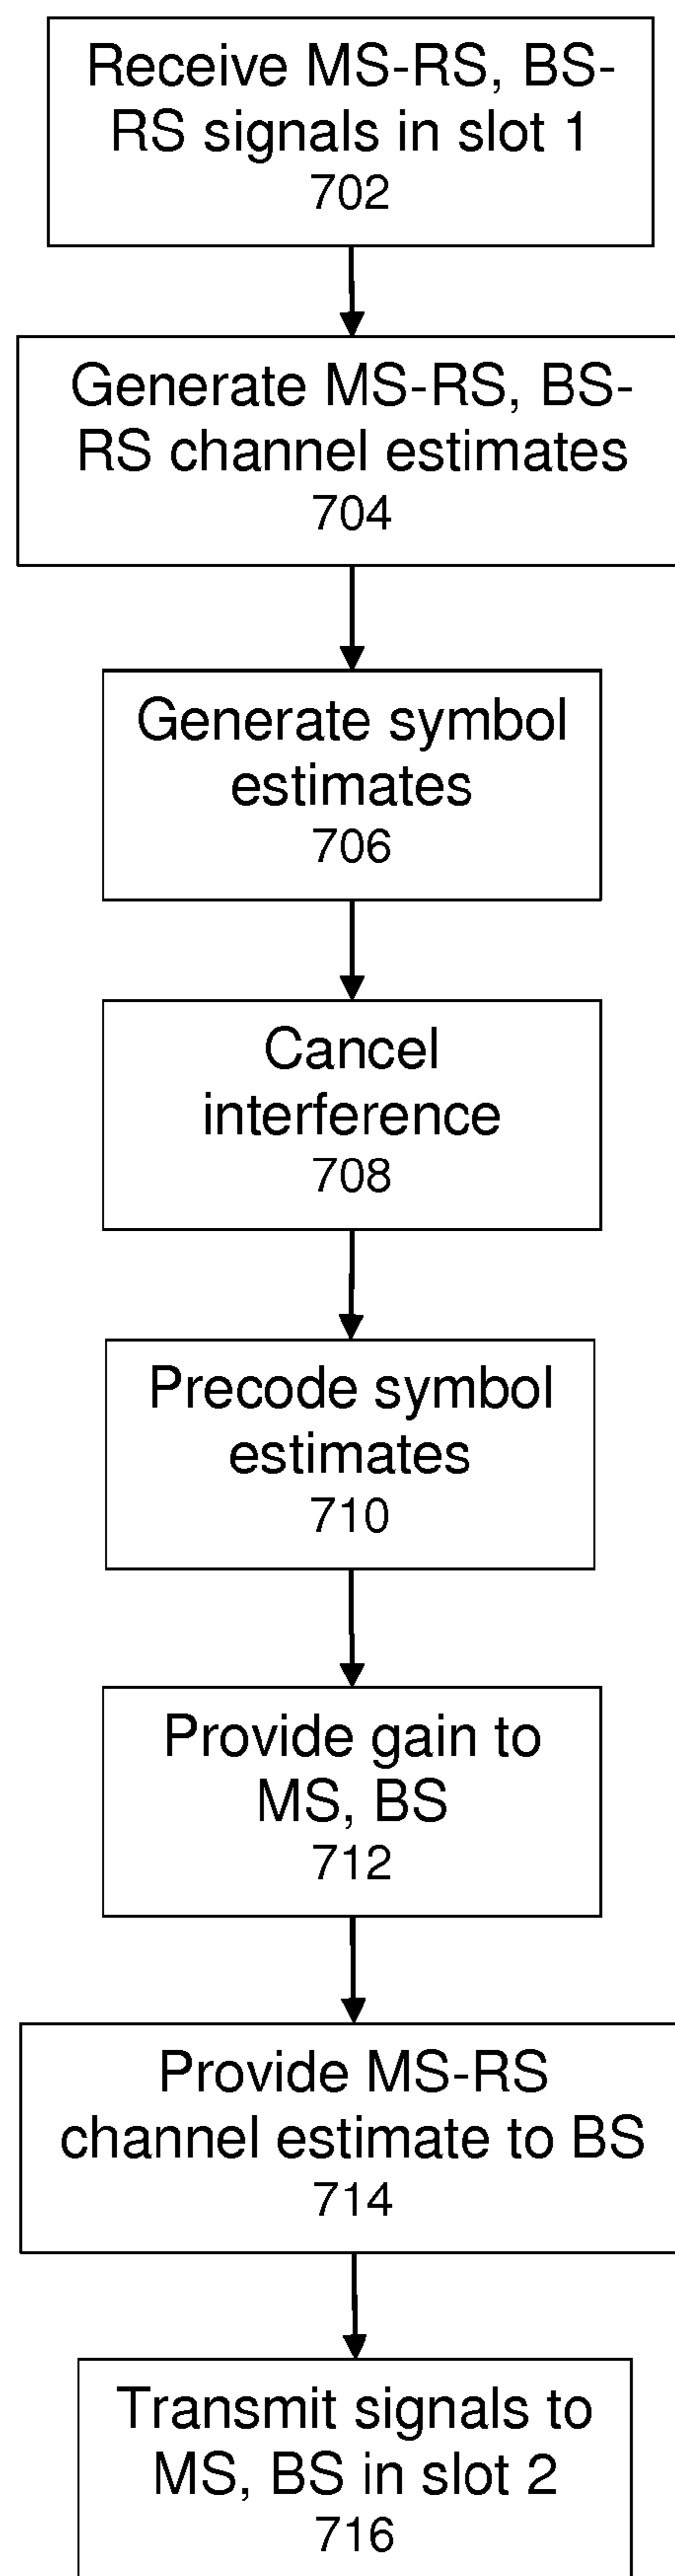 Receive MS-RS, BS-
RS signals in slot 1
702
Generate MS-RS, BS-
RS channel estimates
704
Generate symbol
estimates
706
Cancel
interference
708
Precode symbol
estimates
710
Provide gain to
MS, BS
712
Provide MS-RS
channel estimate to BS
714
Transmit signals to
MS, BS in slot 2
716